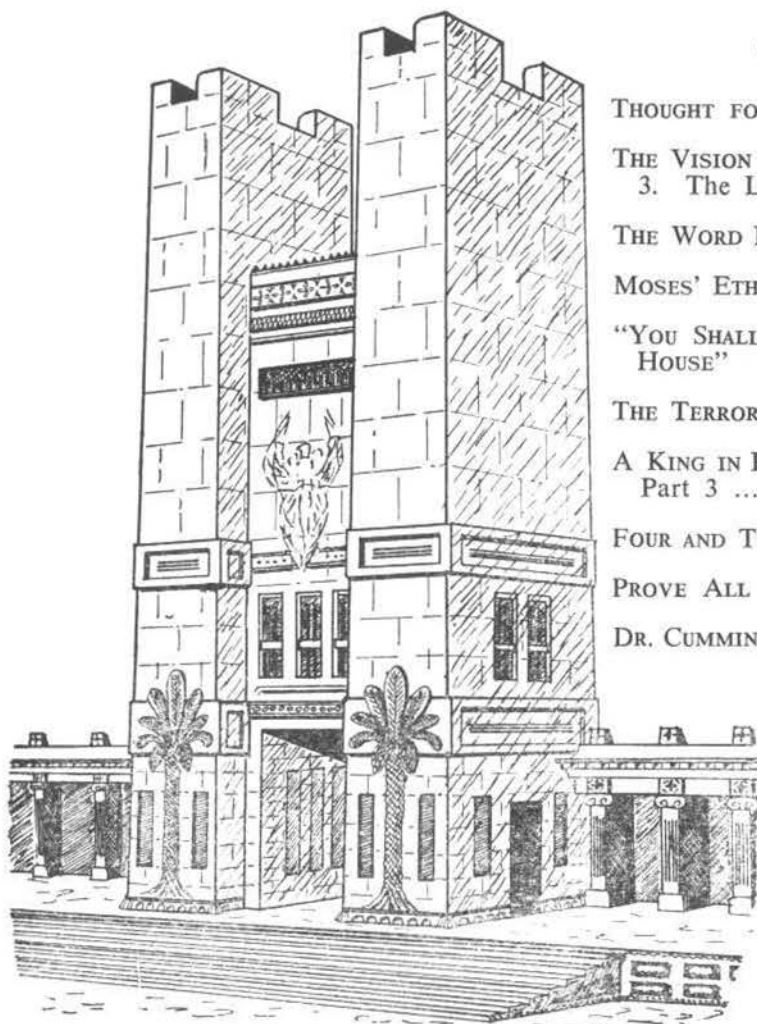 THOUGHT FO
THE VISION
3. The L
THE WORD
MOSES’ ETH
“YOU SHALL
HOUSE”
THE TERROR
A KING IN
Part 3 ...
FOUR AND T
PROVE ALL
DR. CUMMIN